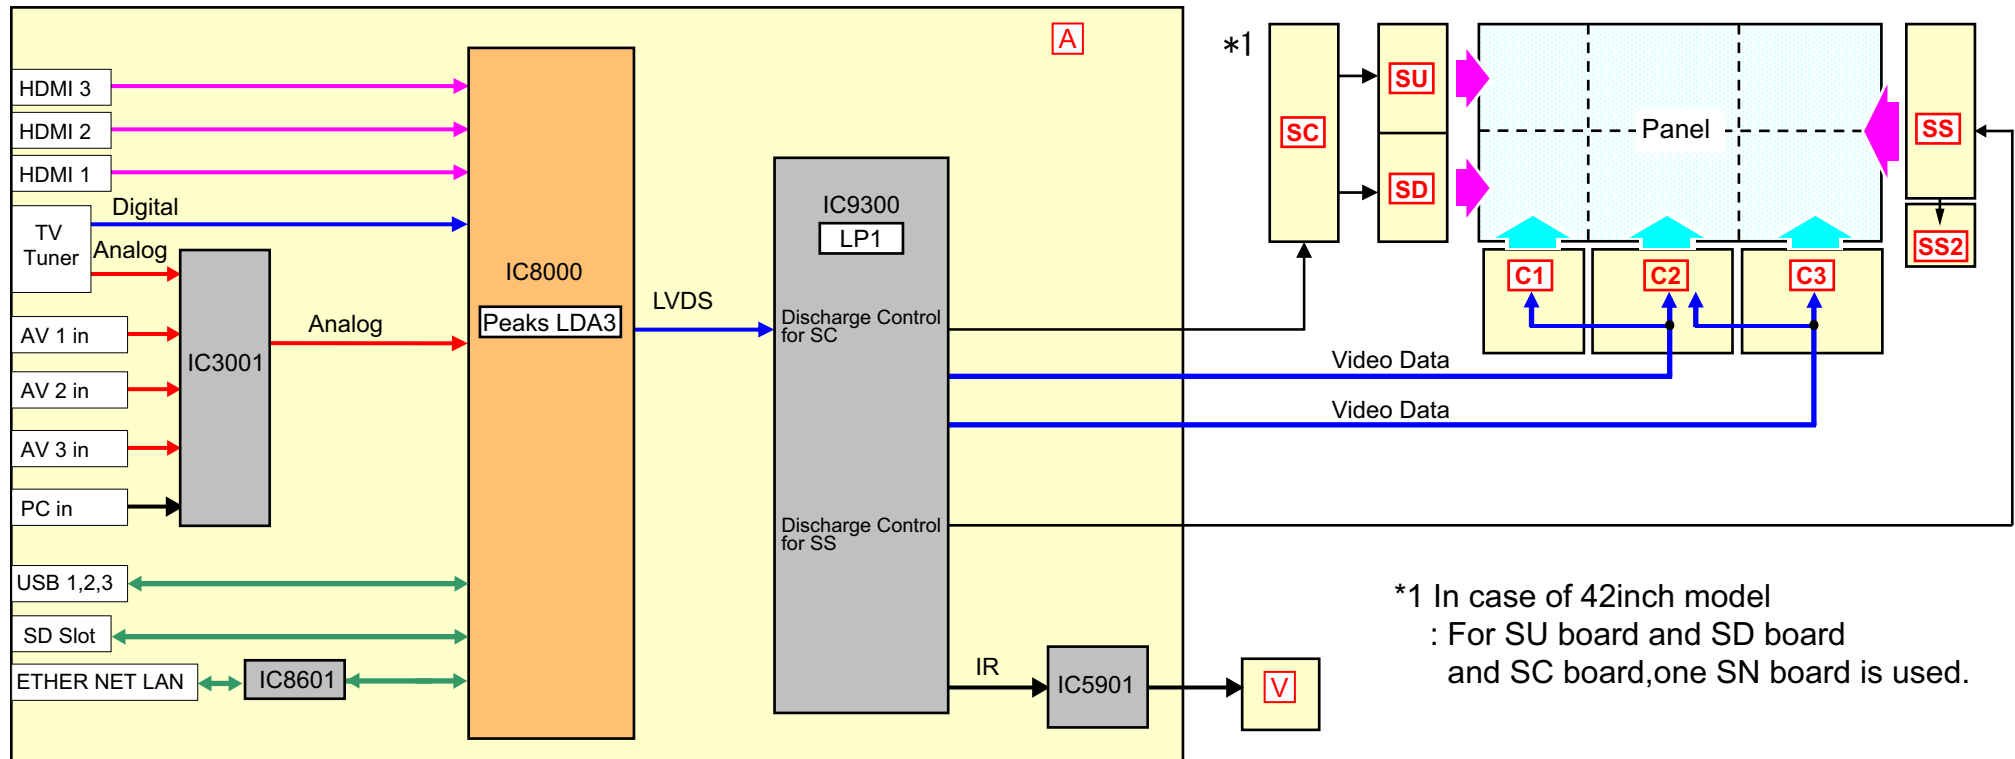 A
*1
HDMI 3
HDMI 2
HDMI 1
TV
Tuner
Digital
Analog
AV 1 in
AV 2 in
AV 3 in
PC in
IC3001
Analog
USB 1,2,3
SD Slot
ETHER NET LAN
IC8601
IC8000
Peaks LDA3
LVDS
IC9300
LP1
Discharge Control
for SC
Discharge Control
for SS
Video Data
Video Data
IR
IC5901
V
SC
SU
SD
Panel
SS
SS2
C1
C2
C3
*1 In case of 42inch model
: For SU board and SD board
and SC board,one SN board is used.